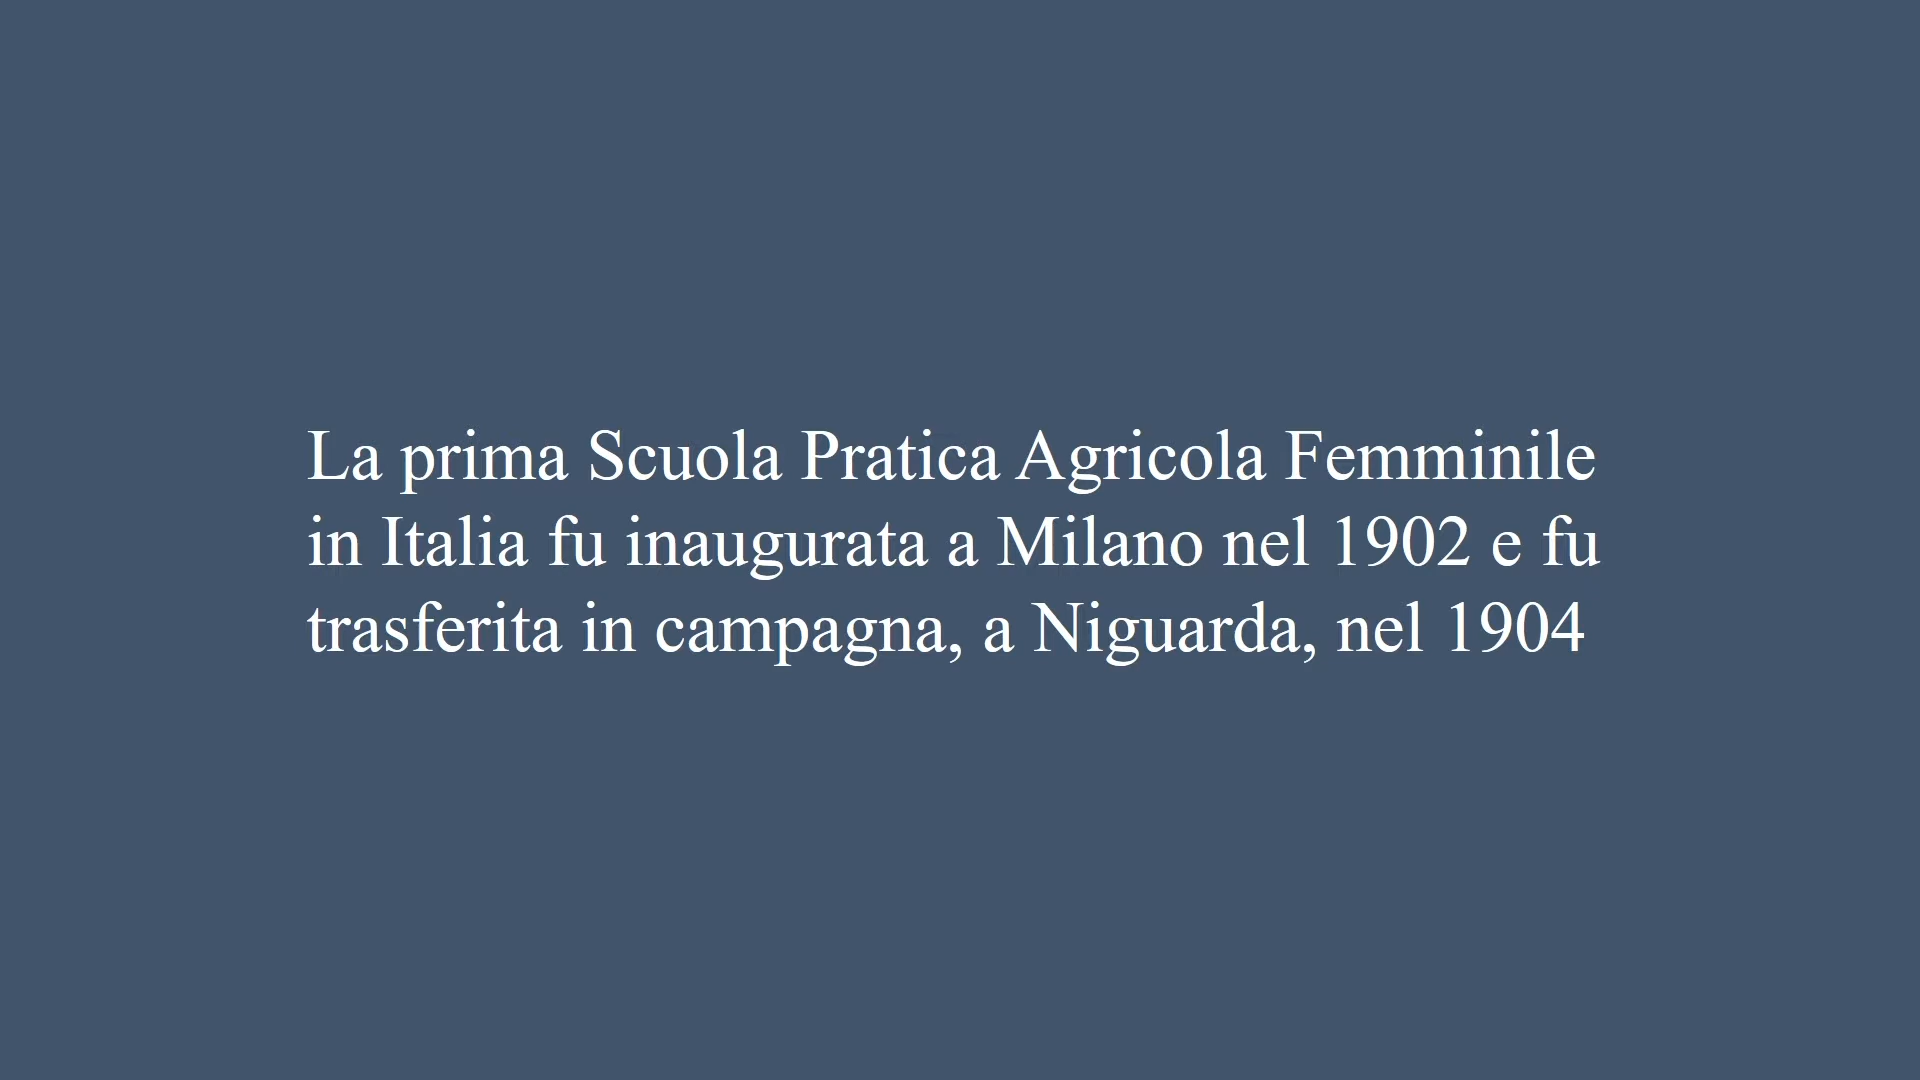 La prima Scuola Pratica Agricola Femminile
in Italia fu inaugurata a Milano nel 1902 e fu
trasferita in campagna, a Niguarda, nel 1904